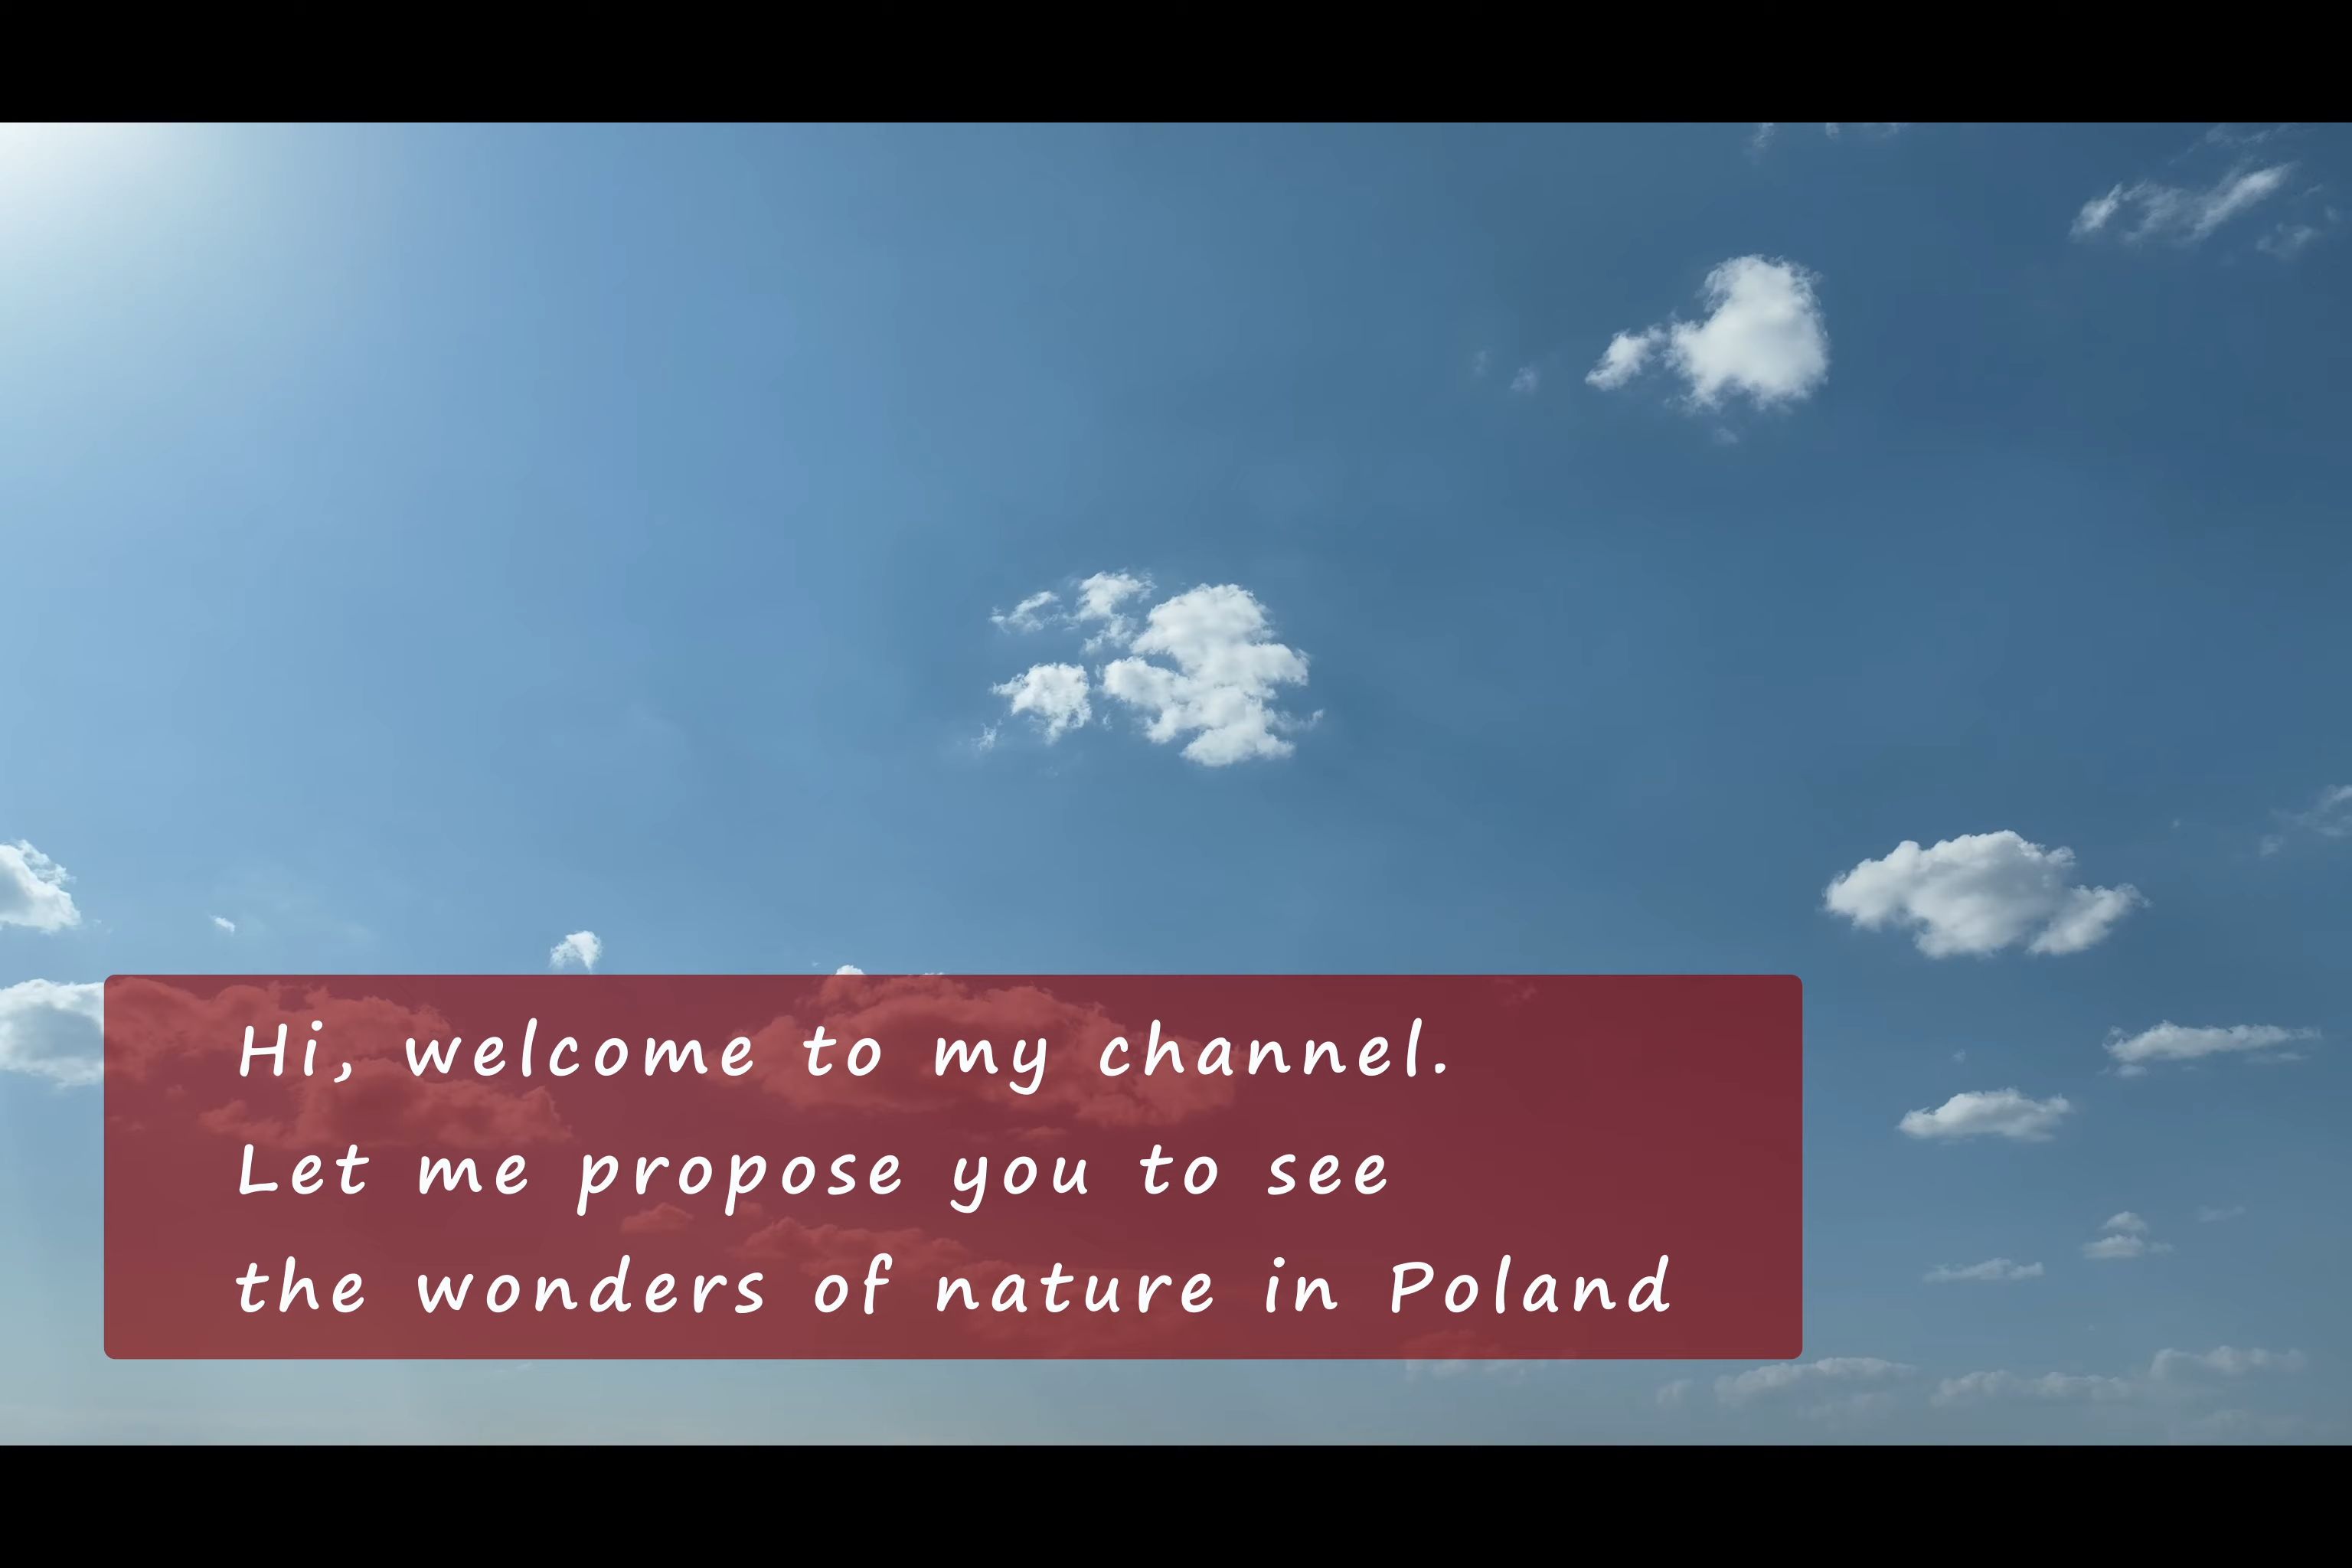 Hi, welcome to my channel.
Let me propose you to see
the wonders of nature in Poland